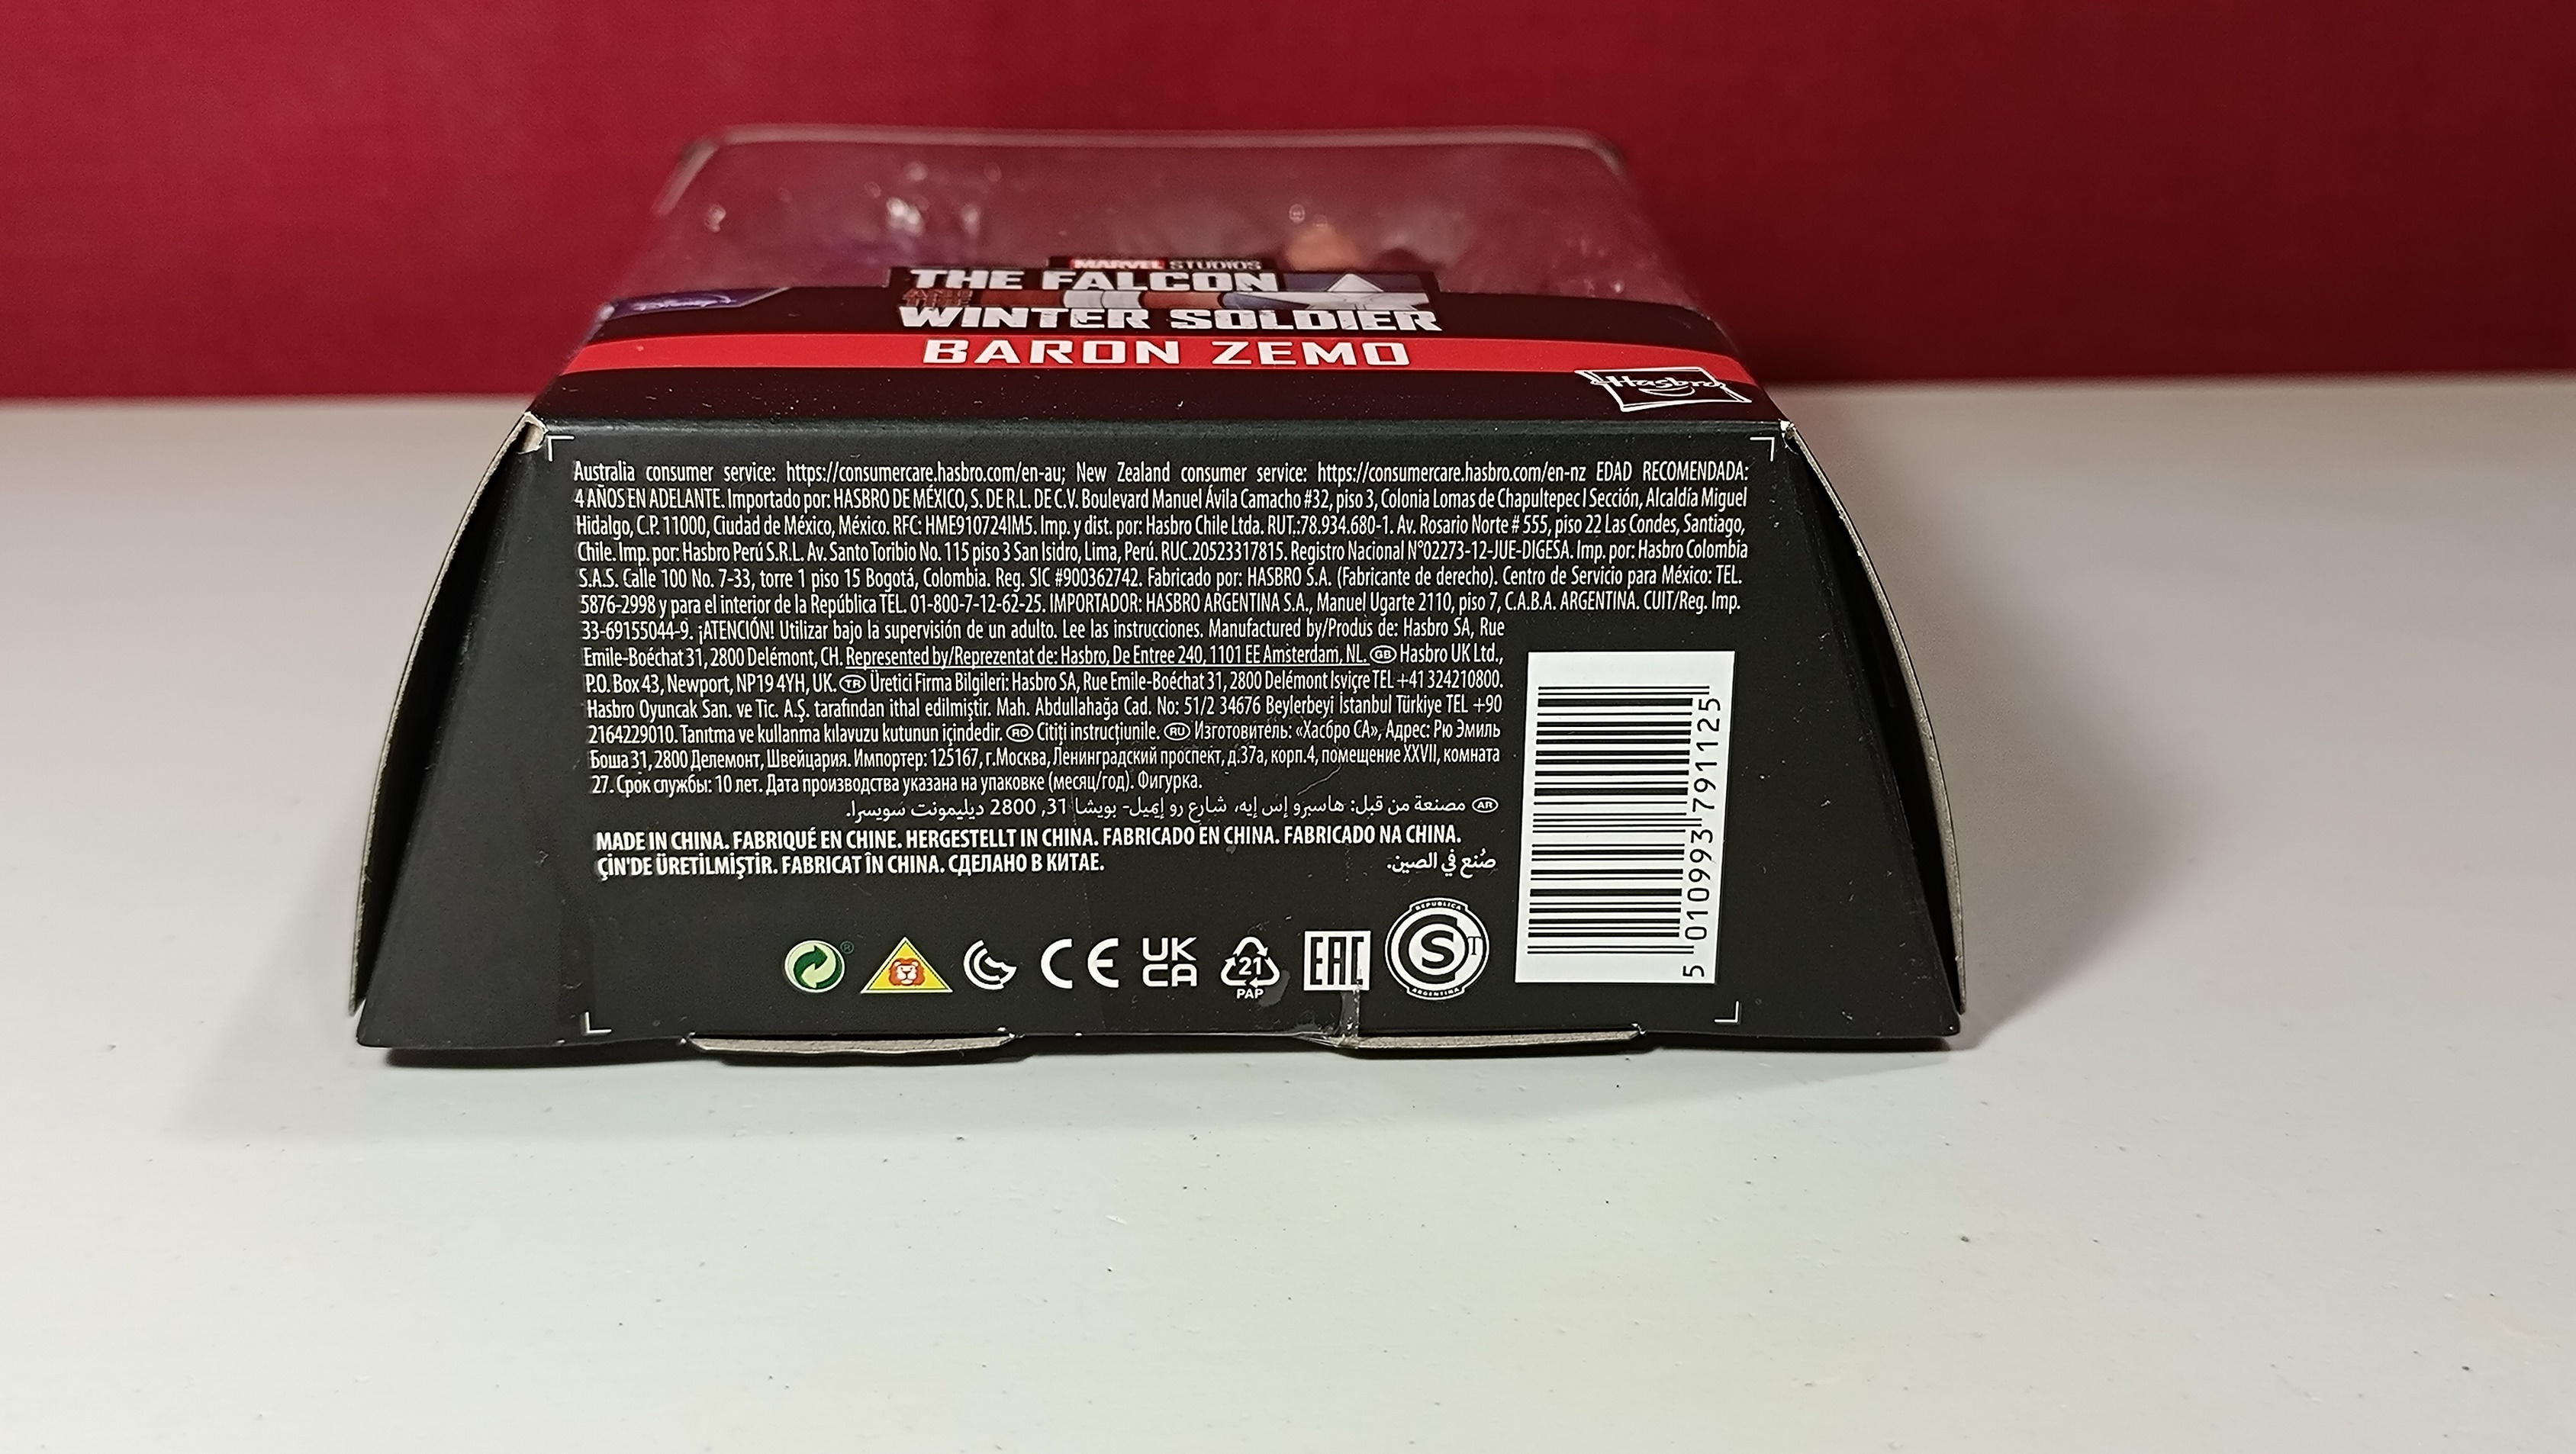 MARVEL STUDIOS
THE FALCON
AND THE
WINTER SOLDIER
Disney
BARON ZEMO
Hasbro
Australia consumer service: https://consumercare.hasbro.com/en-au; New Zealand consumer service: https://consumercare.hasbro.com/en-nz EDAD RECOMENDADA:
4 AÑOS EN ADELANTE. Importado por: HASBRO DE MÉXICO, S. DE R.L. DE C.V. Boulevard Manuel Ávila Camacho #32, piso 3, Colonia Lomas de Chapultepec I Sección, Alcaldía Miguel
Hidalgo, C.P. 11000, Ciudad de México, México. RFC: HME910724IM5. Imp. y dist. por: Hasbro Chile Ltda. RUT.:78.934.680-1. Av. Rosario Norte # 555, piso 22 Las Condes, Santiago,
Chile. Imp. por: Hasbro Perú S.R.L. Av. Santo Toribio No. 115 piso 3 San Isidro, Lima, Perú. RUC.20523317815. Registro Nacional N°02273-12-JUE-DIGESA. Imp. por: Hasbro Colombia
S.A.S. Calle 100 No. 7-33, torre 1 piso 15 Bogotá, Colombia. Reg. SIC #900362742. Fabricado por: HASBRO S.A. (Fabricante de derecho). Centro de Servicio para México: TEL.
5876-2998 y para el interior de la República TEL. 01-800-7-12-62-25. IMPORTADOR: HASBRO ARGENTINA S.A., Manuel Ugarte 2110, piso 7, C.A.B.A. ARGENTINA. CUIT/Reg. Imp.
33-69155044-9. ¡ATENCIÓN! Utilizar bajo la supervisión de un adulto. Lee las instrucciones. Manufactured by/Produs de: Hasbro SA, Rue
Emile-Boéchat 31, 2800 Delémont, CH. Represented by/Reprezentat de: Hasbro, De Entree 240, 1101 EE Amsterdam, NL. GB Hasbro UK Ltd.,
P.O. Box 43, Newport, NP19 4YH, UK. TR Üretici Firma Bilgileri: Hasbro SA, Rue Emile-Boéchat 31, 2800 Delémont Isviçre TEL +41 324210800.
Hasbro Oyuncak San. ve Tic. A.Ş. tarafından ithal edilmiştir. Mah. Abdullahağa Cad. No: 51/2 34676 Beylerbeyi İstanbul Türkiye TEL +90
2164229010. Tanıtma ve kullanma kılavuzu kutunun içindedir. RO Citiți instrucțiunile. RU Изготовитель: «Хасбро СА», Адрес: Рю Эмиль
Боша 31, 2800 Делемонт, Швейцария. Импортер: 125167, г.Москва, Ленинградский проспект, д.37а, корп.4, помещение XXVII, комната
27. Срок службы: 10 лет. Дата производства указана на упаковке (месяц/год). Фигурка.
AR مصنعة من قبل: هاسبرو إس إيه، شارع رو إيميل- بويشا 31, 2800 ديليمونت سويسرا.
MADE IN CHINA. FABRIQUÉ EN CHINE. HERGESTELLT IN CHINA. FABRICADO EN CHINA. FABRICADO NA CHINA.
ÇİN'DE ÜRETİLMİŞTİR. FABRICAT ÎN CHINA. СДЕЛАНО В КИТАЕ. صُنع في الصين.
5 010993 791125
CE UK CA 21 PAP EAC REPUBLICA S ARGENTINA